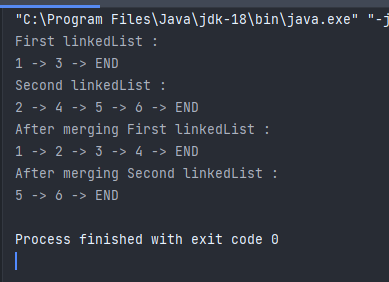 "C:\Program Files\Java\jdk-18\bin\java.exe" "-j
First linkedList :
1 -> 3 -> END
Second linkedList :
2 -> 4 -> 5 -> 6 -> END
After merging First linkedList :
1 -> 2 -> 3 -> 4 -> END
After merging Second linkedList :
5 -> 6 -> END
Process finished with exit code 0